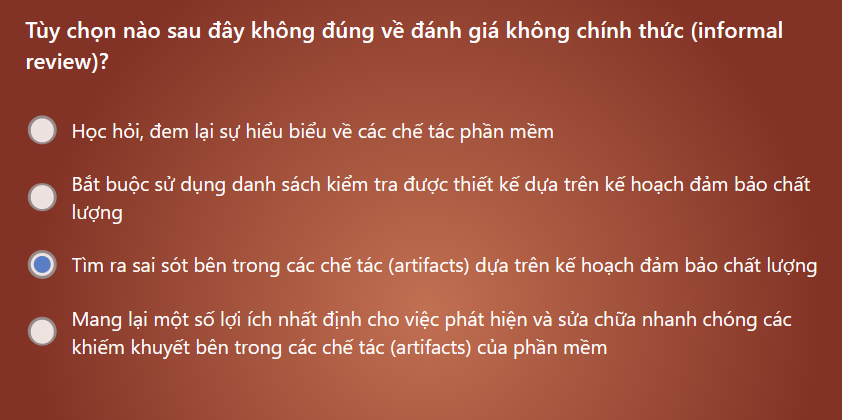 Tùy chọn nào sau đây không đúng về đánh giá không chính thức (informal
review)?
Học hỏi, đem lại sự hiểu biểu về các chế tác phần mềm
Bắt buộc sử dụng danh sách kiểm tra được thiết kế dựa trên kế hoạch đảm bảo chất
lượng
Tìm ra sai sót bên trong các chế tác (artifacts) dựa trên kế hoạch đảm bảo chất lượng
Mang lại một số lợi ích nhất định cho việc phát hiện và sửa chữa nhanh chóng các
khiếm khuyết bên trong các chế tác (artifacts) của phần mềm